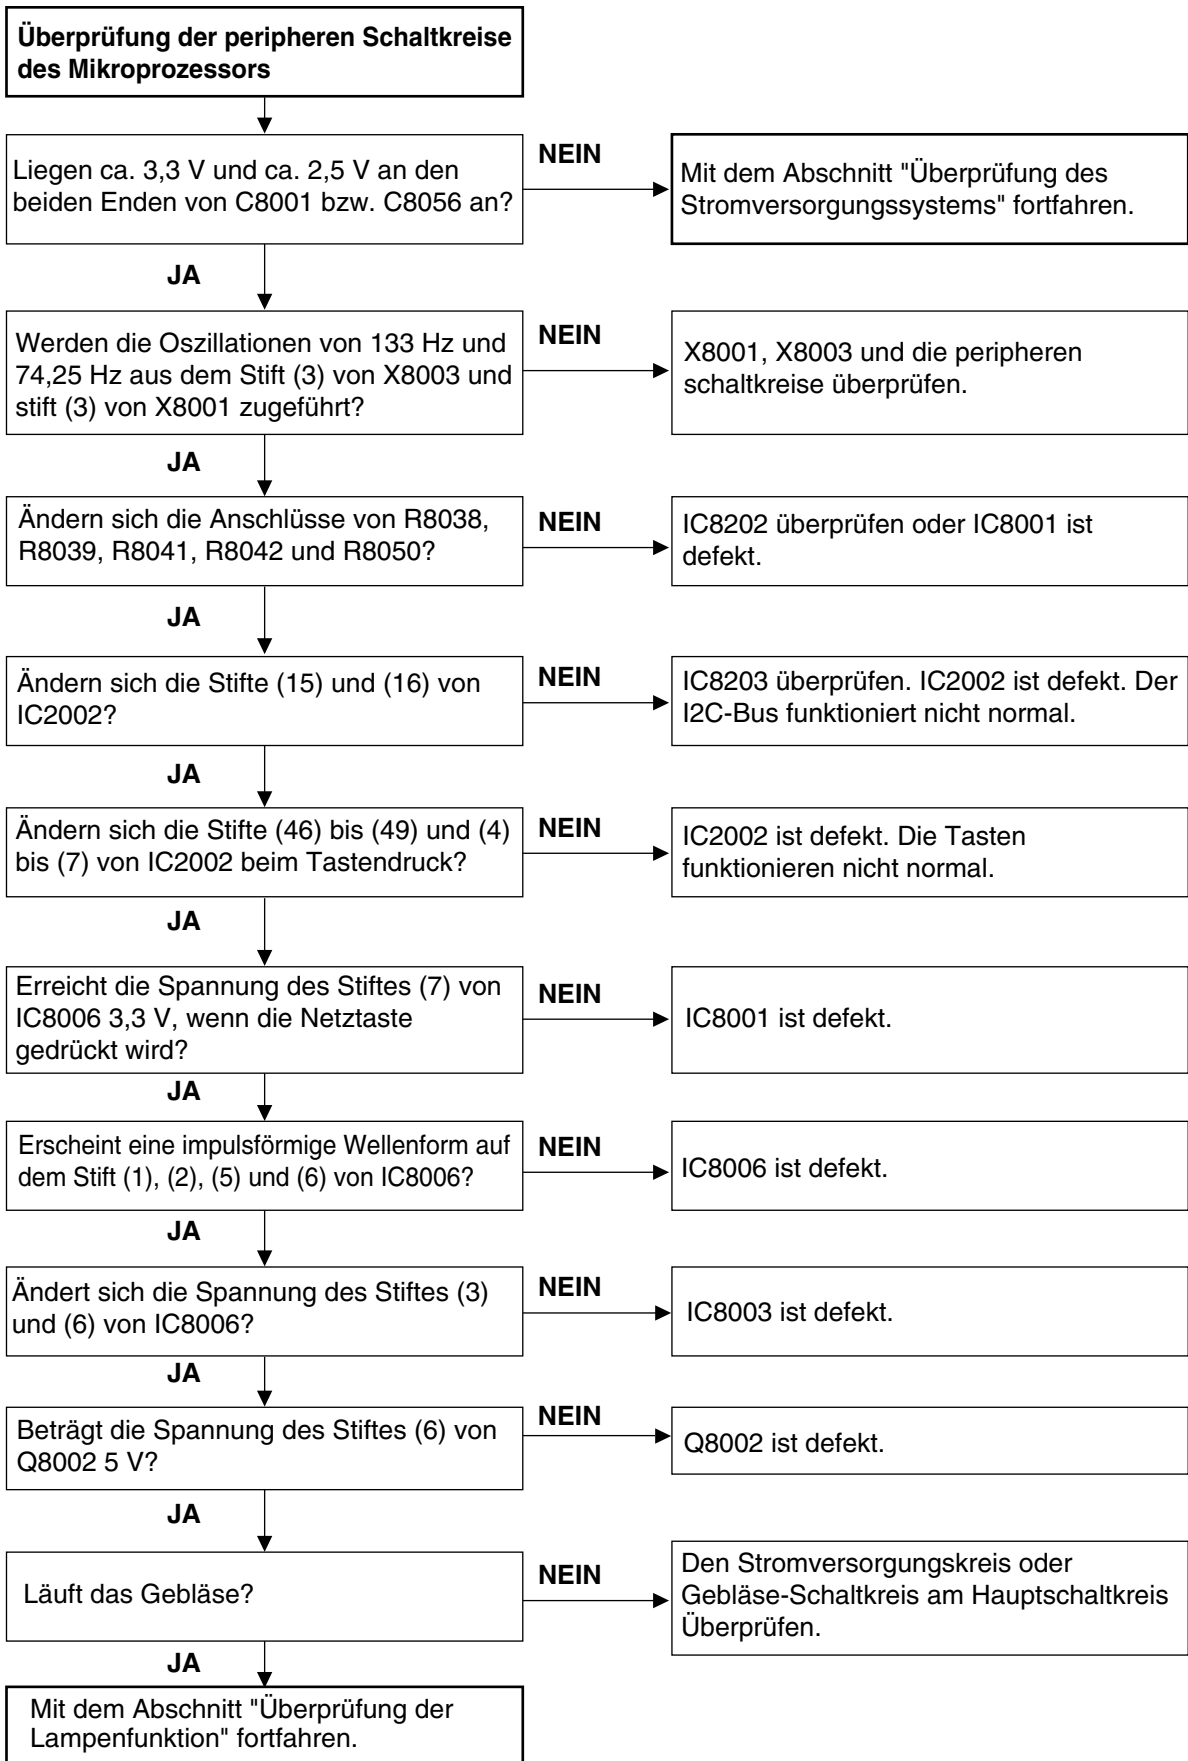 Überprüfung der peripheren Schaltkreise
des Mikroprozessors
Liegen ca. 3,3 V und ca. 2,5 V an den
beiden Enden von C8001 bzw. C8056 an?
NEIN
Mit dem Abschnitt "Überprüfung des
Stromversorgungssystems" fortfahren.
JA
Werden die Oszillationen von 133 Hz und
74,25 Hz aus dem Stift (3) von X8003 und
stift (3) von X8001 zugeführt?
NEIN
X8001, X8003 und die peripheren
schaltkreise überprüfen.
JA
Ändern sich die Anschlüsse von R8038,
R8039, R8041, R8042 und R8050?
NEIN
IC8202 überprüfen oder IC8001 ist
defekt.
JA
Ändern sich die Stifte (15) und (16) von
IC2002?
NEIN
IC8203 überprüfen. IC2002 ist defekt. Der
I2C-Bus funktioniert nicht normal.
JA
Ändern sich die Stifte (46) bis (49) und (4)
bis (7) von IC2002 beim Tastendruck?
NEIN
IC2002 ist defekt. Die Tasten
funktionieren nicht normal.
JA
Erreicht die Spannung des Stiftes (7) von
IC8006 3,3 V, wenn die Netztaste
gedrückt wird?
NEIN
IC8001 ist defekt.
JA
Erscheint eine impulsförmige Wellenform auf
dem Stift (1), (2), (5) und (6) von IC8006?
NEIN
IC8006 ist defekt.
JA
Ändert sich die Spannung des Stiftes (3)
und (6) von IC8006?
NEIN
IC8003 ist defekt.
JA
Beträgt die Spannung des Stiftes (6) von
Q8002 5 V?
NEIN
Q8002 ist defekt.
JA
Läuft das Gebläse?
NEIN
Den Stromversorgungskreis oder
Gebläse-Schaltkreis am Hauptschaltkreis
Überprüfen.
JA
Mit dem Abschnitt "Überprüfung der
Lampenfunktion" fortfahren.